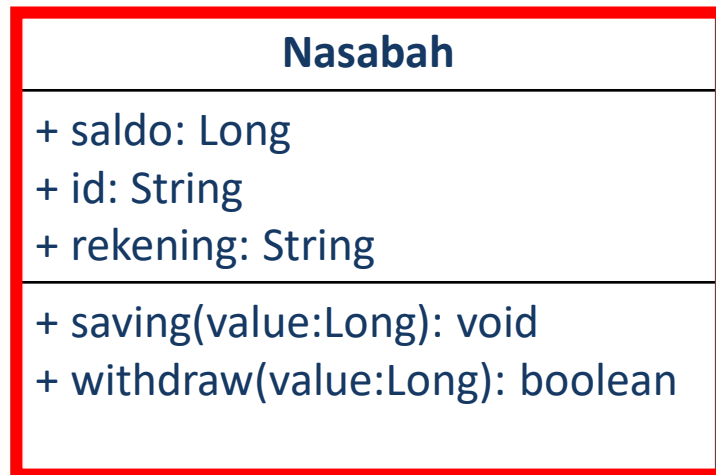 Nasabah
+ saldo: Long
+ id: String
+ rekening: String
+ saving(value:Long): void
+ withdraw(value:Long): boolean